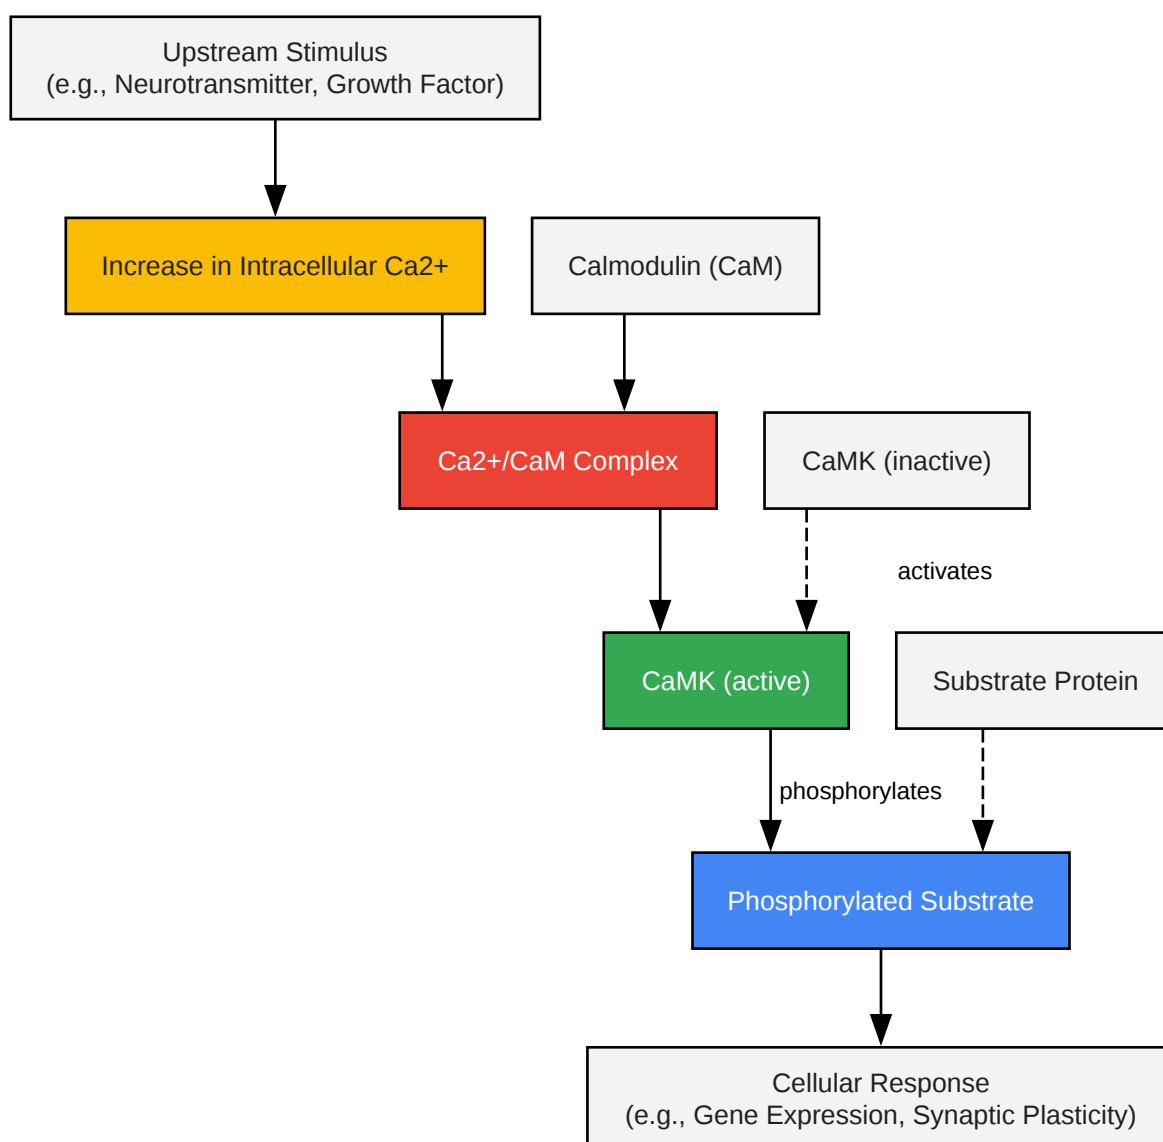 Upstream Stimulus
(e.g., Neurotransmitter, Growth Factor)
Increase in Intracellular Ca2+
Calmodulin (CaM)
Ca2+/CaM Complex
CaMK (inactive)
activates
CaMK (active)
Substrate Protein
phosphorylates
Phosphorylated Substrate
Cellular Response
(e.g., Gene Expression, Synaptic Plasticity)